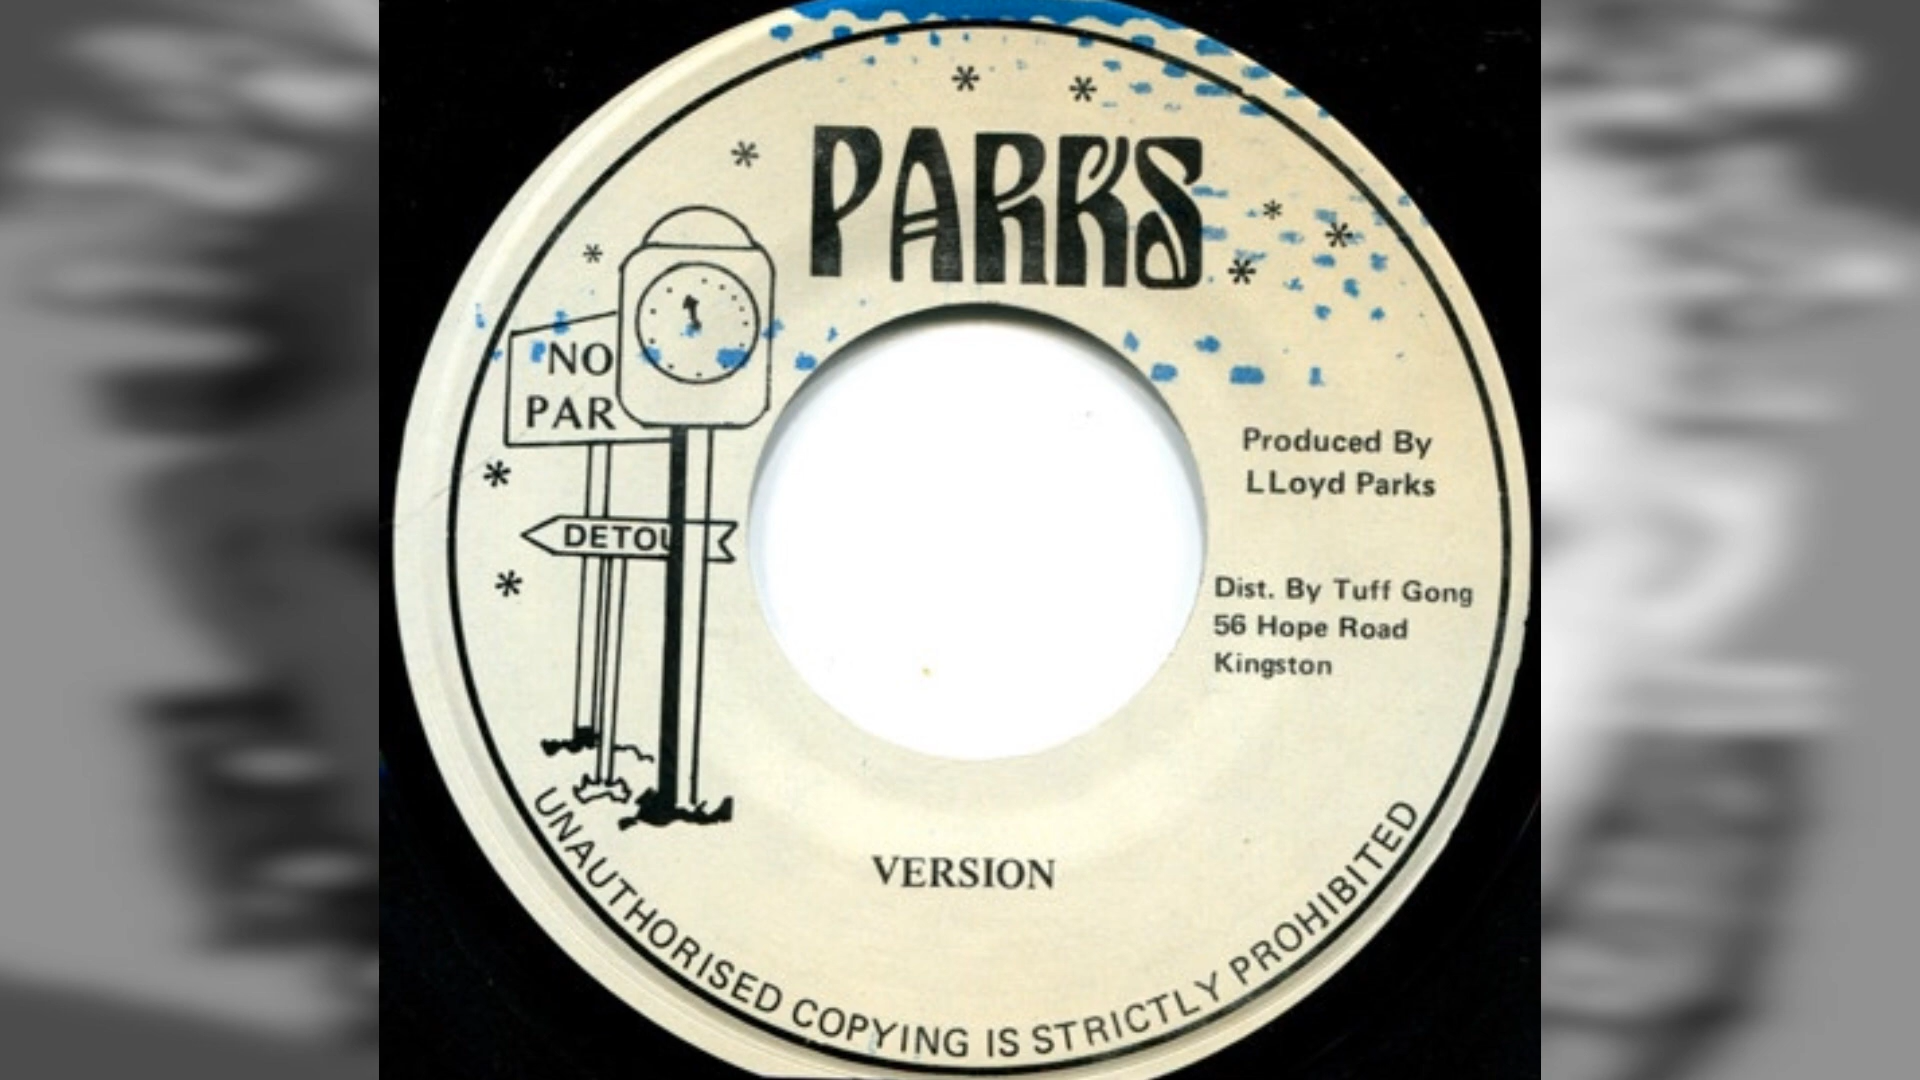 PARKS
NO
PAR
DETOU
Produced By
LLoyd Parks
Dist. By Tuff Gong
56 Hope Road
Kingston
VERSION
UNAUTHORISED COPYING IS STRICTLY PROHIBITED